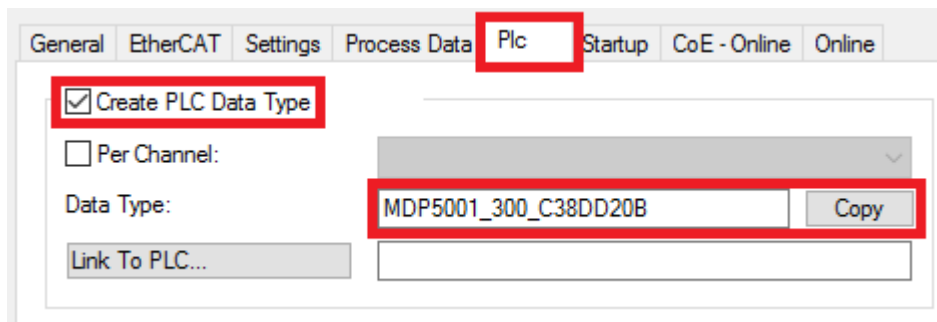 General EtherCAT Settings Process Data Plc Startup CoE - Online Online
Create PLC Data Type
Per Channel:
Data Type: MDP5001_300_C38DD20B Copy
Link To PLC...